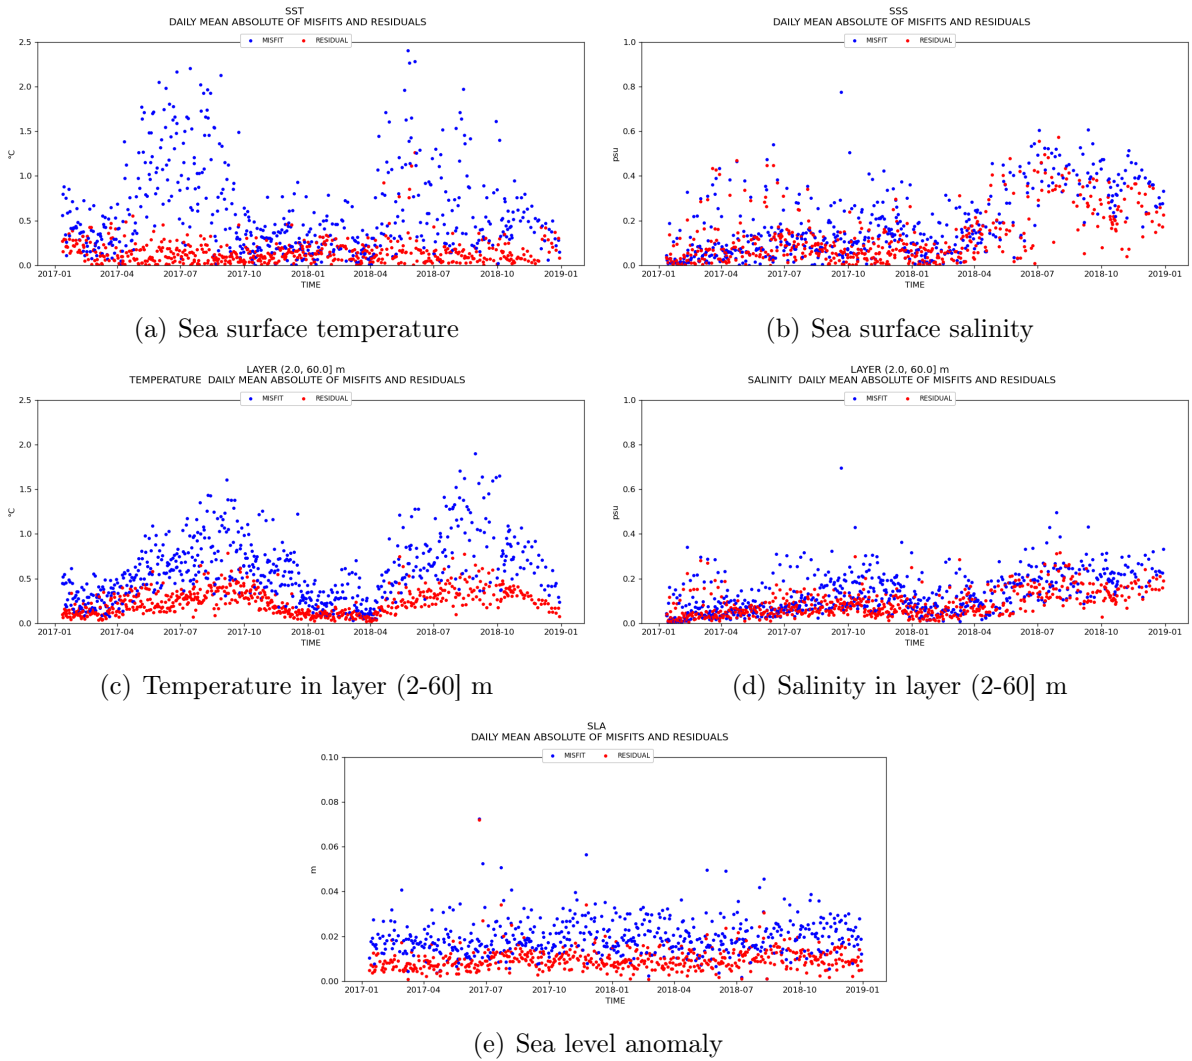 SST
DAILY MEAN ABSOLUTE OF MISFITS AND RESIDUALS
MISFIT RESIDUAL
2.5
2.0
1.5
1.0
0.5
0.0
°C
2017-01 2017-04 2017-07 2017-10 2018-01 2018-04 2018-07 2018-10 2019-01
TIME
(a) Sea surface temperature
SSS
DAILY MEAN ABSOLUTE OF MISFITS AND RESIDUALS
MISFIT RESIDUAL
1.0
0.8
0.6
0.4
0.2
0.0
psu
2017-01 2017-04 2017-07 2017-10 2018-01 2018-04 2018-07 2018-10 2019-01
TIME
(b) Sea surface salinity
LAYER (2.0, 60.0] m
TEMPERATURE DAILY MEAN ABSOLUTE OF MISFITS AND RESIDUALS
MISFIT RESIDUAL
2.5
2.0
1.5
1.0
0.5
0.0
°C
2017-01 2017-04 2017-07 2017-10 2018-01 2018-04 2018-07 2018-10 2019-01
TIME
(c) Temperature in layer (2-60] m
LAYER (2.0, 60.0] m
SALINITY DAILY MEAN ABSOLUTE OF MISFITS AND RESIDUALS
MISFIT RESIDUAL
1.0
0.8
0.6
0.4
0.2
0.0
psu
2017-01 2017-04 2017-07 2017-10 2018-01 2018-04 2018-07 2018-10 2019-01
TIME
(d) Salinity in layer (2-60] m
SLA
DAILY MEAN ABSOLUTE OF MISFITS AND RESIDUALS
MISFIT RESIDUAL
0.10
0.08
0.06
0.04
0.02
0.00
m
2017-01 2017-04 2017-07 2017-10 2018-01 2018-04 2018-07 2018-10 2019-01
TIME
(e) Sea level anomaly